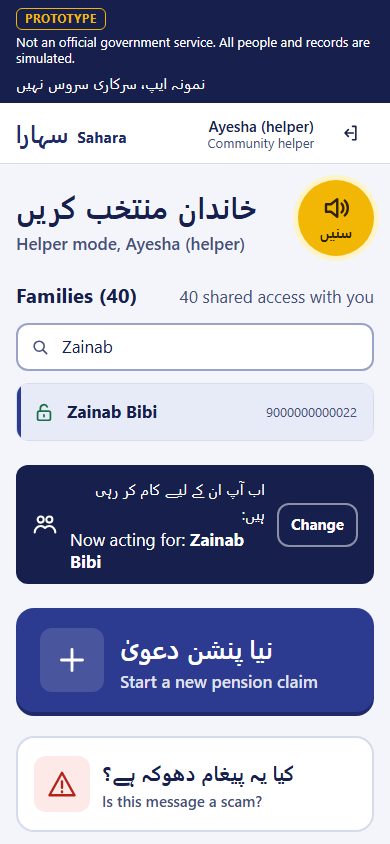 PROTOTYPE
Not an official government service. All people and records are
simulated.
نمونہ ایپ، سرکاری سروس نہیں
سہارا Sahara
Ayesha (helper)
Community helper
خاندان منتخب کریں
Helper mode, Ayesha (helper)
سنیں
Families (40)
40 shared access with you
Zainab
Zainab Bibi
9000000000022
اب آپ ان کے لیے کام کر رہی
ہیں:
Now acting for: Zainab
Bibi
Change
نیا پنشن دعویٰ
Start a new pension claim
کیا یہ پیغام دھوکہ ہے؟
Is this message a scam?